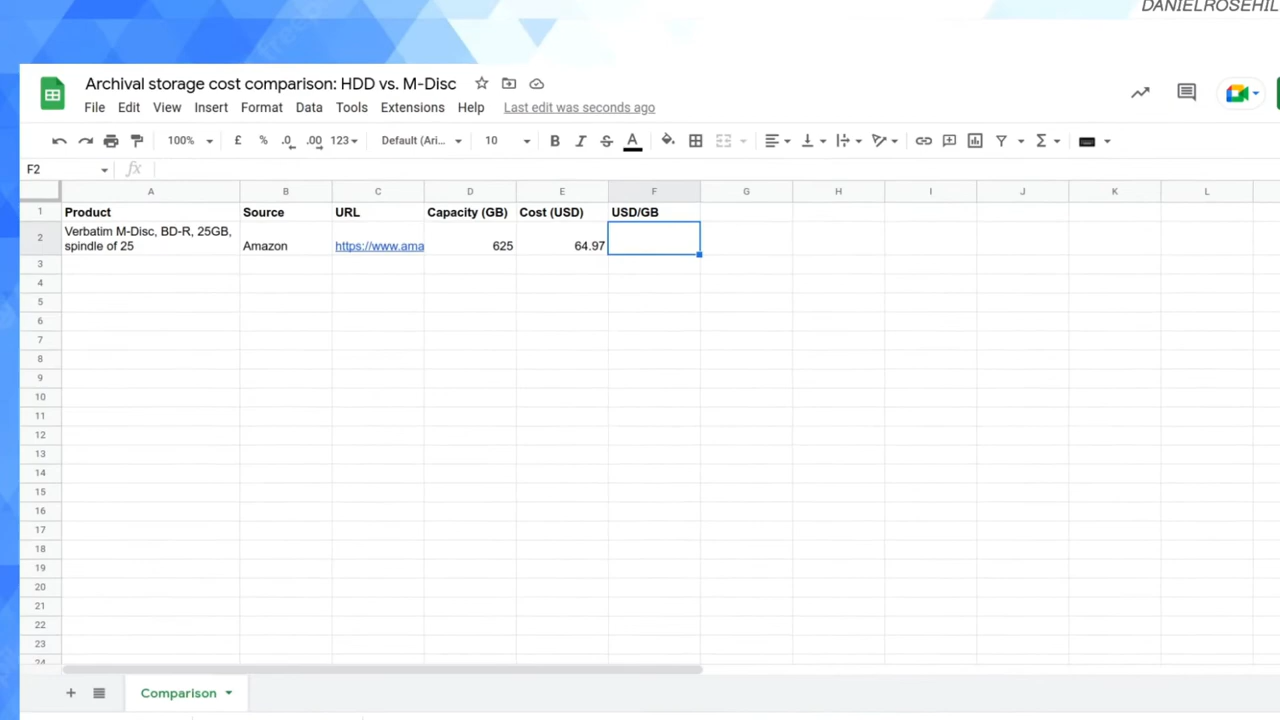 DANIELROSEHIL
Archival storage cost comparison: HDD vs. M-Disc
File Edit View Insert Format Data Tools Extensions Help Last edit was seconds ago
100% £ % .0 .00 123 Default (Ari... 10 B I S A
F2 fx
A B C D E F G H I J K L
1 Product Source URL Capacity (GB) Cost (USD) USD/GB
Verbatim M-Disc, BD-R, 25GB,
2 spindle of 25 Amazon https://www.ama 625 64.97
3
4
5
6
7
8
9
10
11
12
13
14
15
16
17
18
19
20
21
22
23
24
+ Comparison